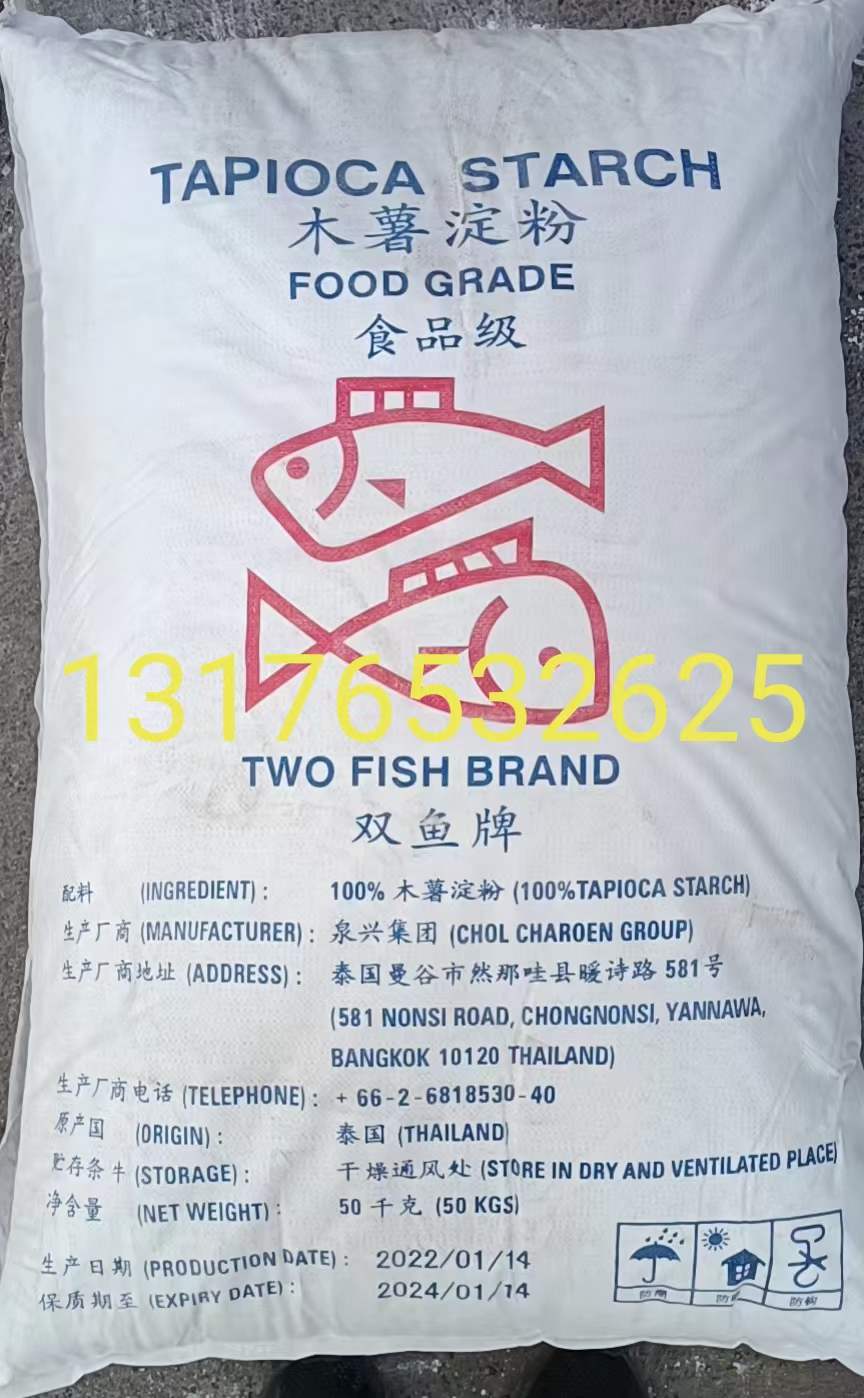 TAPIOCA STARCH
木薯淀粉
FOOD GRADE
食品级
13176532625
TWO FISH BRAND
双鱼牌
配料 (INGREDIENT) : 100% 木薯淀粉 (100%TAPIOCA STARCH)
生产厂商 (MANUFACTURER) : 泉兴集团 (CHOL CHAROEN GROUP)
生产厂商地址 (ADDRESS) : 泰国曼谷市然那哇县暖诗路 581号
(581 NONSI ROAD, CHONGNONSI, YANNAWA,
BANGKOK 10120 THAILAND)
生产厂商电话 (TELEPHONE) : + 66-2-6818530-40
原产国 (ORIGIN) : 泰国 (THAILAND)
贮存条牛 (STORAGE) : 干燥通风处 (STORE IN DRY AND VENTILATED PLACE)
净含量 (NET WEIGHT) : 50 千克 (50 KGS)
生产日期 (PRODUCTION DATE) : 2022/01/14
保质期至 (EXPIRY DATE) : 2024/01/14
防钩